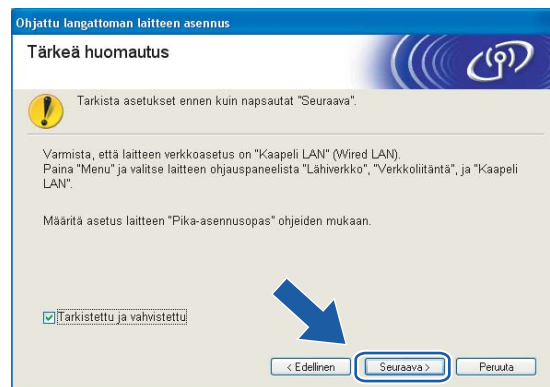 Ohjattu langattoman laitteen asennus
Tärkeä huomautus
Tarkista asetukset ennen kuin napsautat "Seuraava".
Varmista, että laitteen verkkoasetus on "Kaapeli LAN" (Wired LAN).
Paina "Menu" ja valitse laitteen ohjauspaneelista "Lähiverkko", "Verkkoliitäntä", ja "Kaapeli
LAN".
Määritä asetus laitteen "Pika-asennusopas" ohjeiden mukaan.
Tarkistettu ja vahvistettu
< Edellinen
Seuraava >
Peruuta